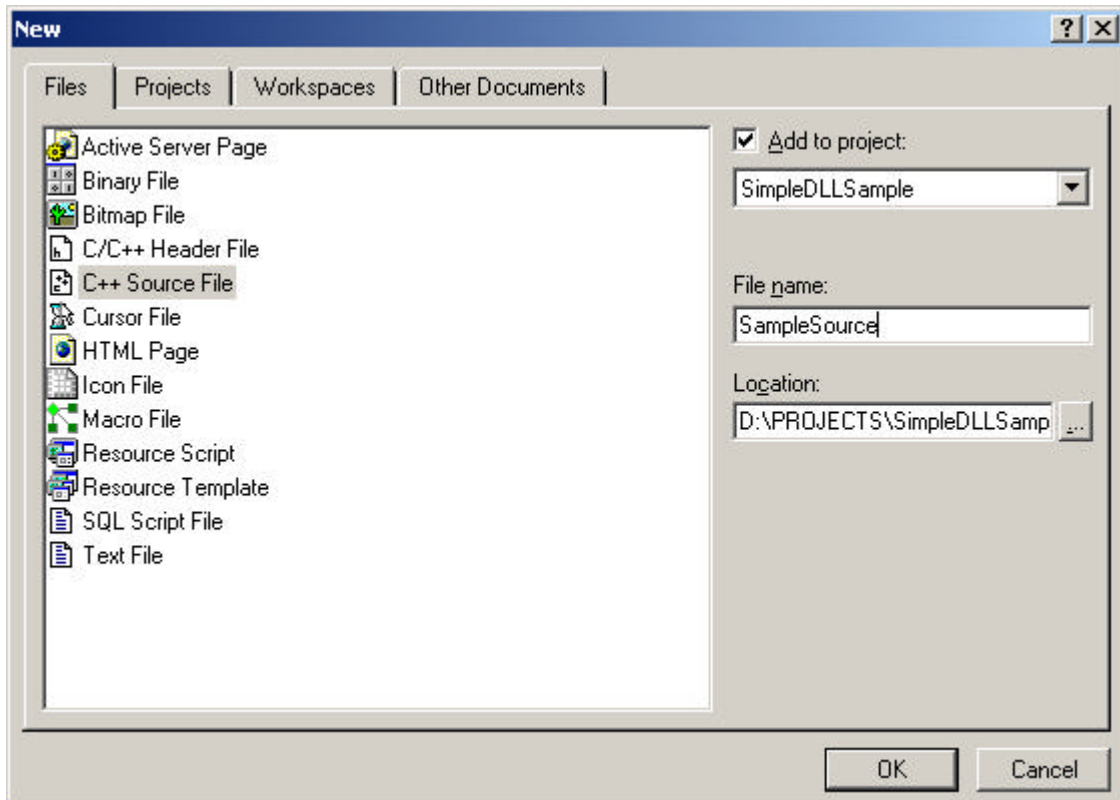 New
Files Projects Workspaces Other Documents
Active Server Page
Binary File
Bitmap File
C/C++ Header File
C++ Source File
Cursor File
HTML Page
Icon File
Macro File
Resource Script
Resource Template
SQL Script File
Text File
Add to project:
SimpleDLLSample
File name:
SampleSource
Location:
D:\PROJECTS\SimpleDLLSamp ...
OK Cancel